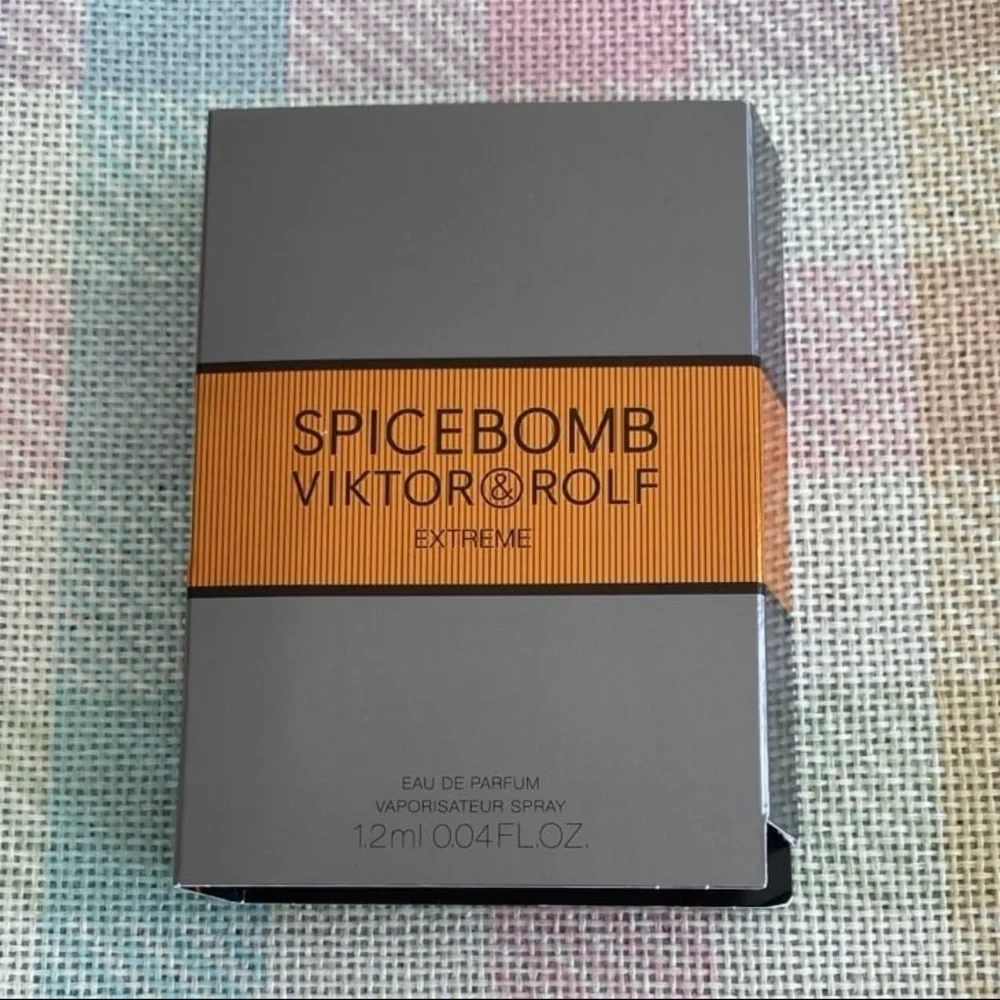 SPICEBOMB
VIKTOR&ROLF
EXTREME
EAU DE PARFUM
VAPORISATEUR SPRAY
1.2ml 0.04FL.OZ.